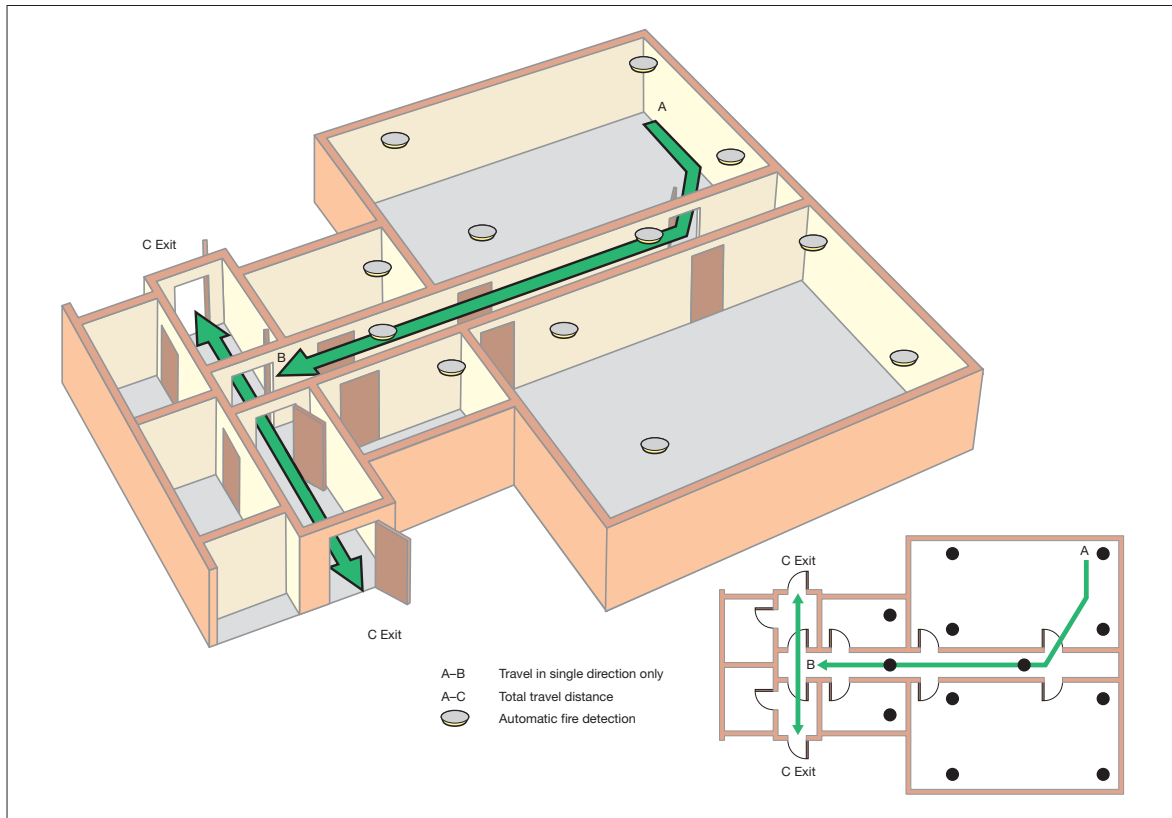 A
C Exit
B
C Exit
A–B Travel in single direction only
A–C Total travel distance
Automatic fire detection
C Exit
A
B
C Exit